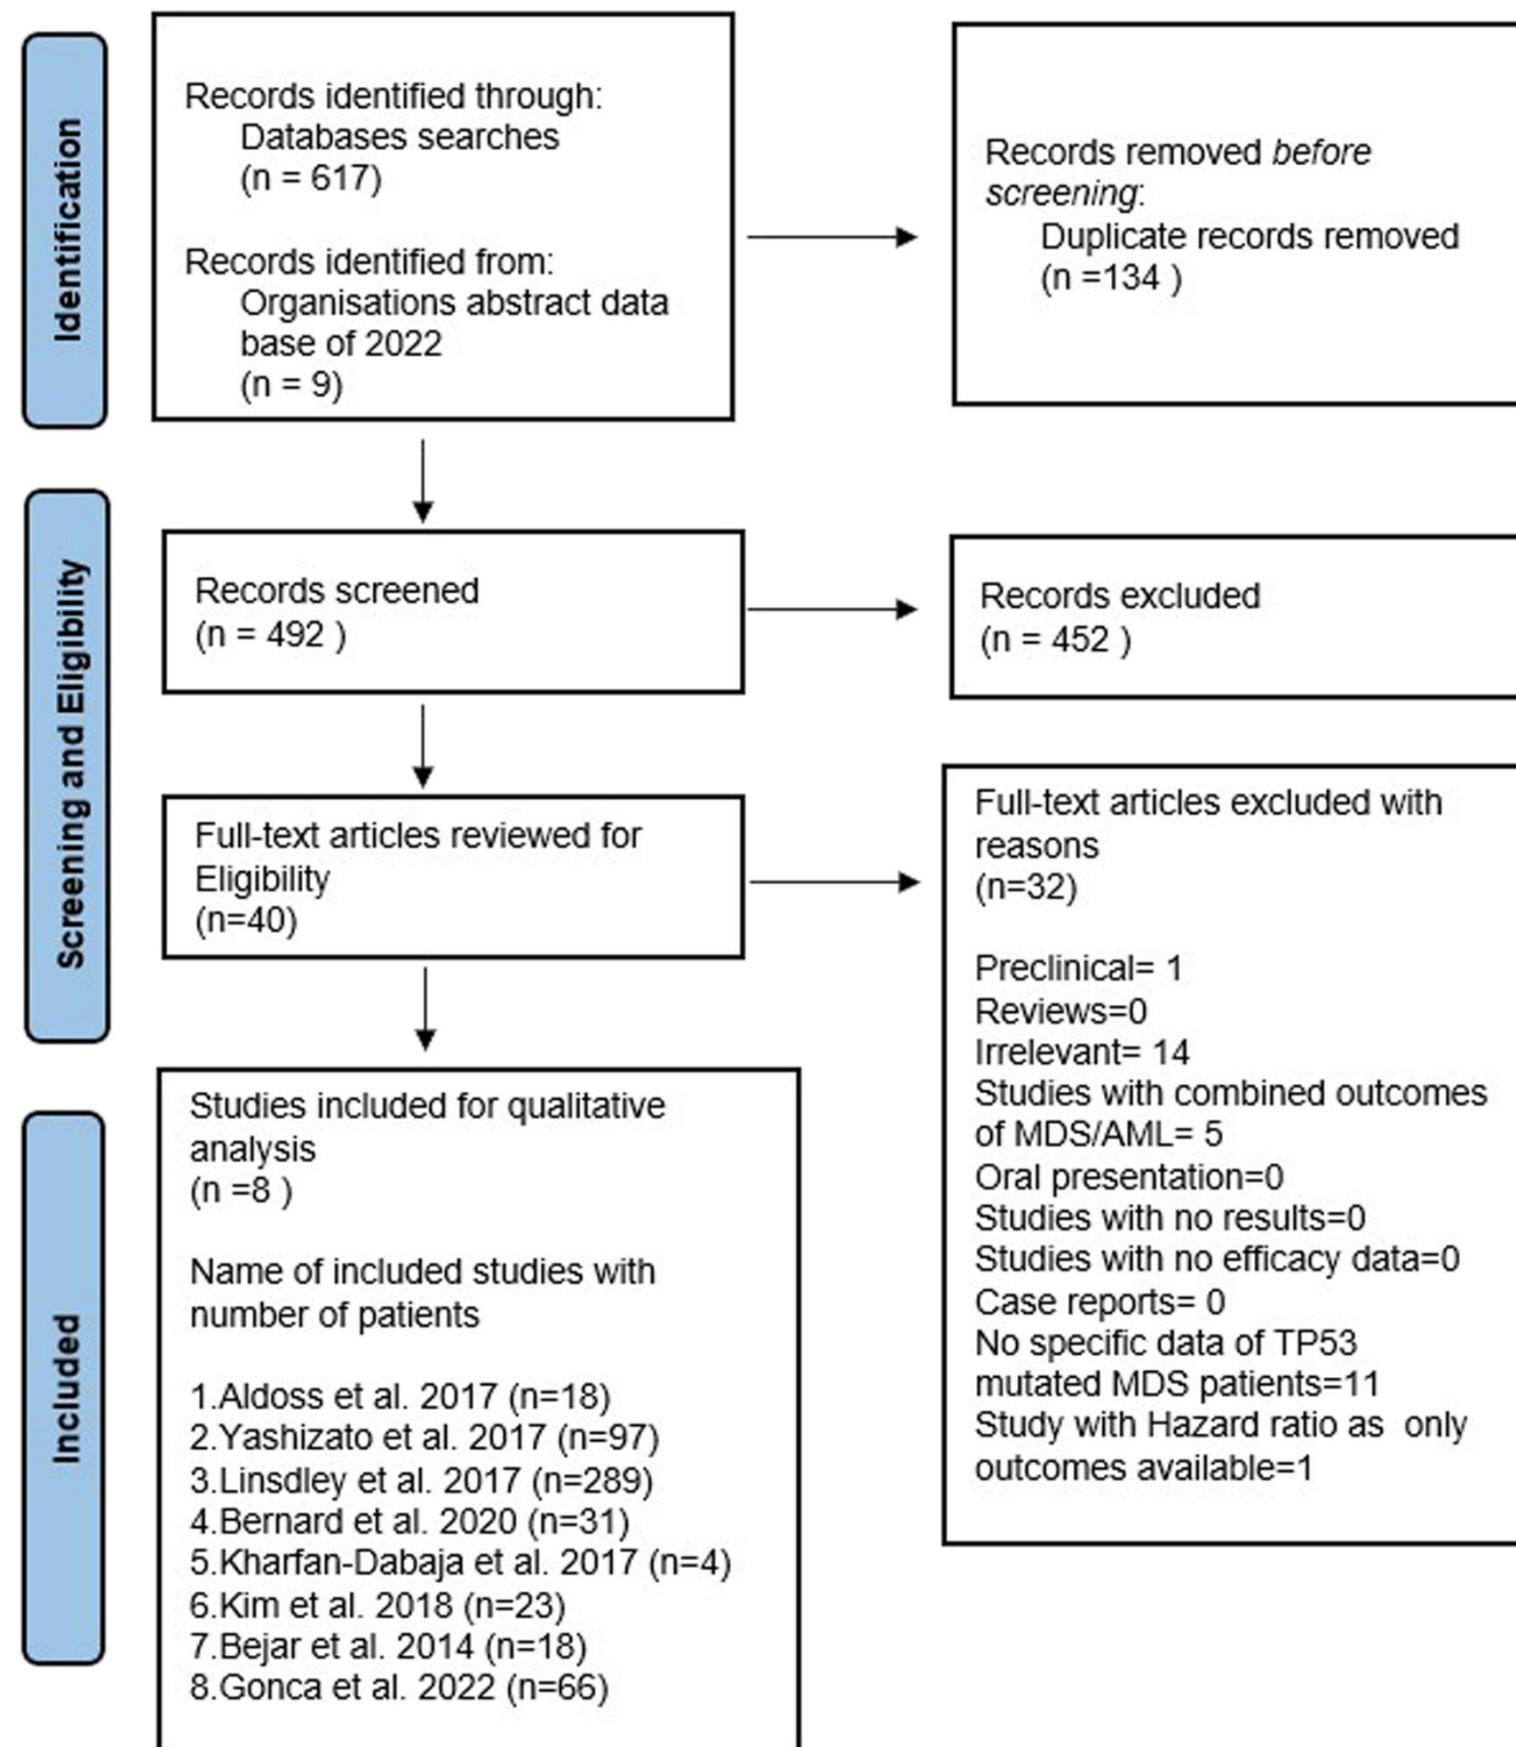 Identification
Records identified through:
Databases searches
(n = 617)
Records identified from:
Organisations abstract data
base of 2022
(n = 9)
Records removed before
screening:
Duplicate records removed
(n =134 )
Screening and Eligibility
Records screened
(n = 492 )
Records excluded
(n = 452 )
Full-text articles reviewed for
Eligibility
(n=40)
Full-text articles excluded with
reasons
(n=32)
Preclinical= 1
Reviews=0
Irrelevant= 14
Studies with combined outcomes
of MDS/AML= 5
Oral presentation=0
Studies with no results=0
Studies with no efficacy data=0
Case reports= 0
No specific data of TP53
mutated MDS patients=11
Study with Hazard ratio as  only
outcomes available=1
Included
Studies included for qualitative
analysis
(n =8 )
Name of included studies with
number of patients
1.Aldoss et al. 2017 (n=18)
2.Yashizato et al. 2017 (n=97)
3.Linsdley et al. 2017 (n=289)
4.Bernard et al. 2020 (n=31)
5.Kharfan-Dabaja et al. 2017 (n=4)
6.Kim et al. 2018 (n=23)
7.Bejar et al. 2014 (n=18)
8.Gonca et al. 2022 (n=66)